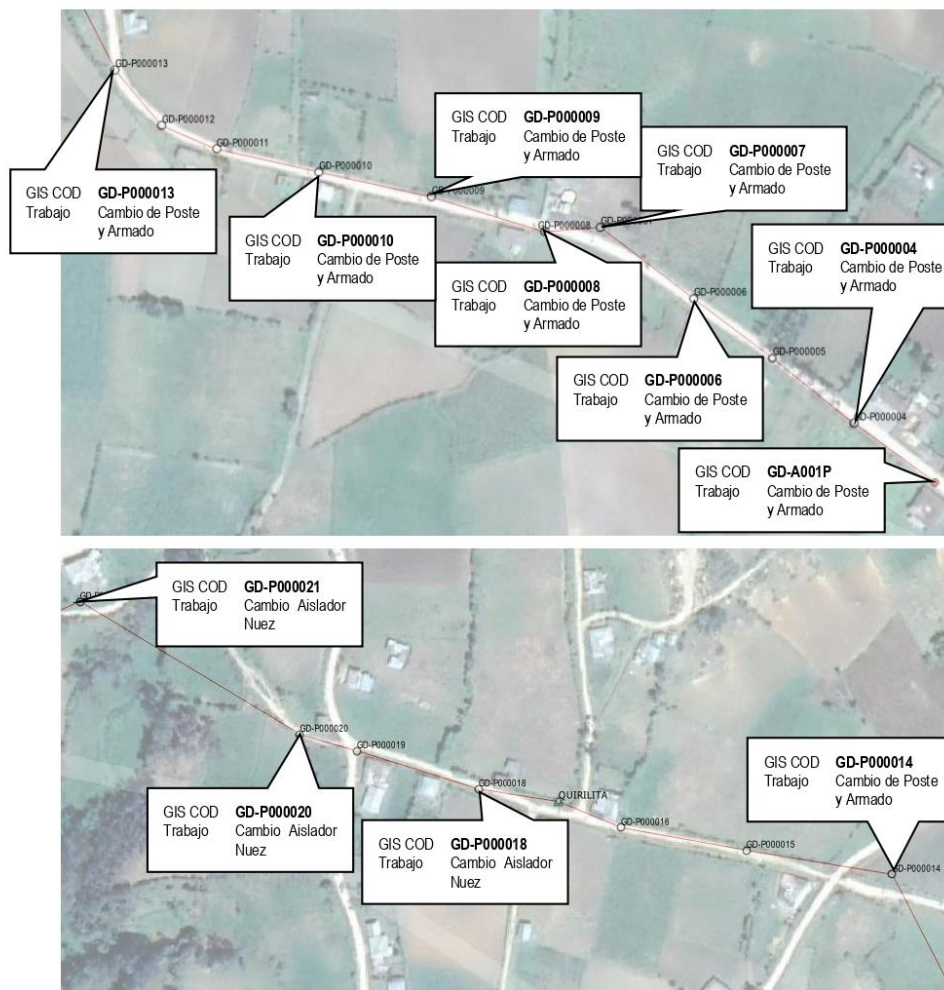 GD-P000013
GD-P000012
GD-P000011
GD-P000010
GD-P000009
GD-P000008
GD-P000006
GD-P000005
GD-P000004
GIS COD GD-P000009
Trabajo Cambio de Poste
y Armado
GIS COD GD-P000007
Trabajo Cambio de Poste
y Armado
GIS COD GD-P000013
Trabajo Cambio de Poste
y Armado
GIS COD GD-P000010
Trabajo Cambio de Poste
y Armado
GIS COD GD-P000004
Trabajo Cambio de Poste
y Armado
GIS COD GD-P000008
Trabajo Cambio de Poste
y Armado
GIS COD GD-P000006
Trabajo Cambio de Poste
y Armado
GIS COD GD-A001P
Trabajo Cambio de Poste
y Armado
GIS COD GD-P000021
Trabajo Cambio Aislador
Nuez
GD-P000020
GD-P000019
GD-P000018
QUIRILITA
GD-P000016
GD-P000015
GD-P000014
GIS COD GD-P000014
Trabajo Cambio de Poste
y Armado
GIS COD GD-P000020
Trabajo Cambio Aislador
Nuez
GIS COD GD-P000018
Trabajo Cambio Aislador
Nuez